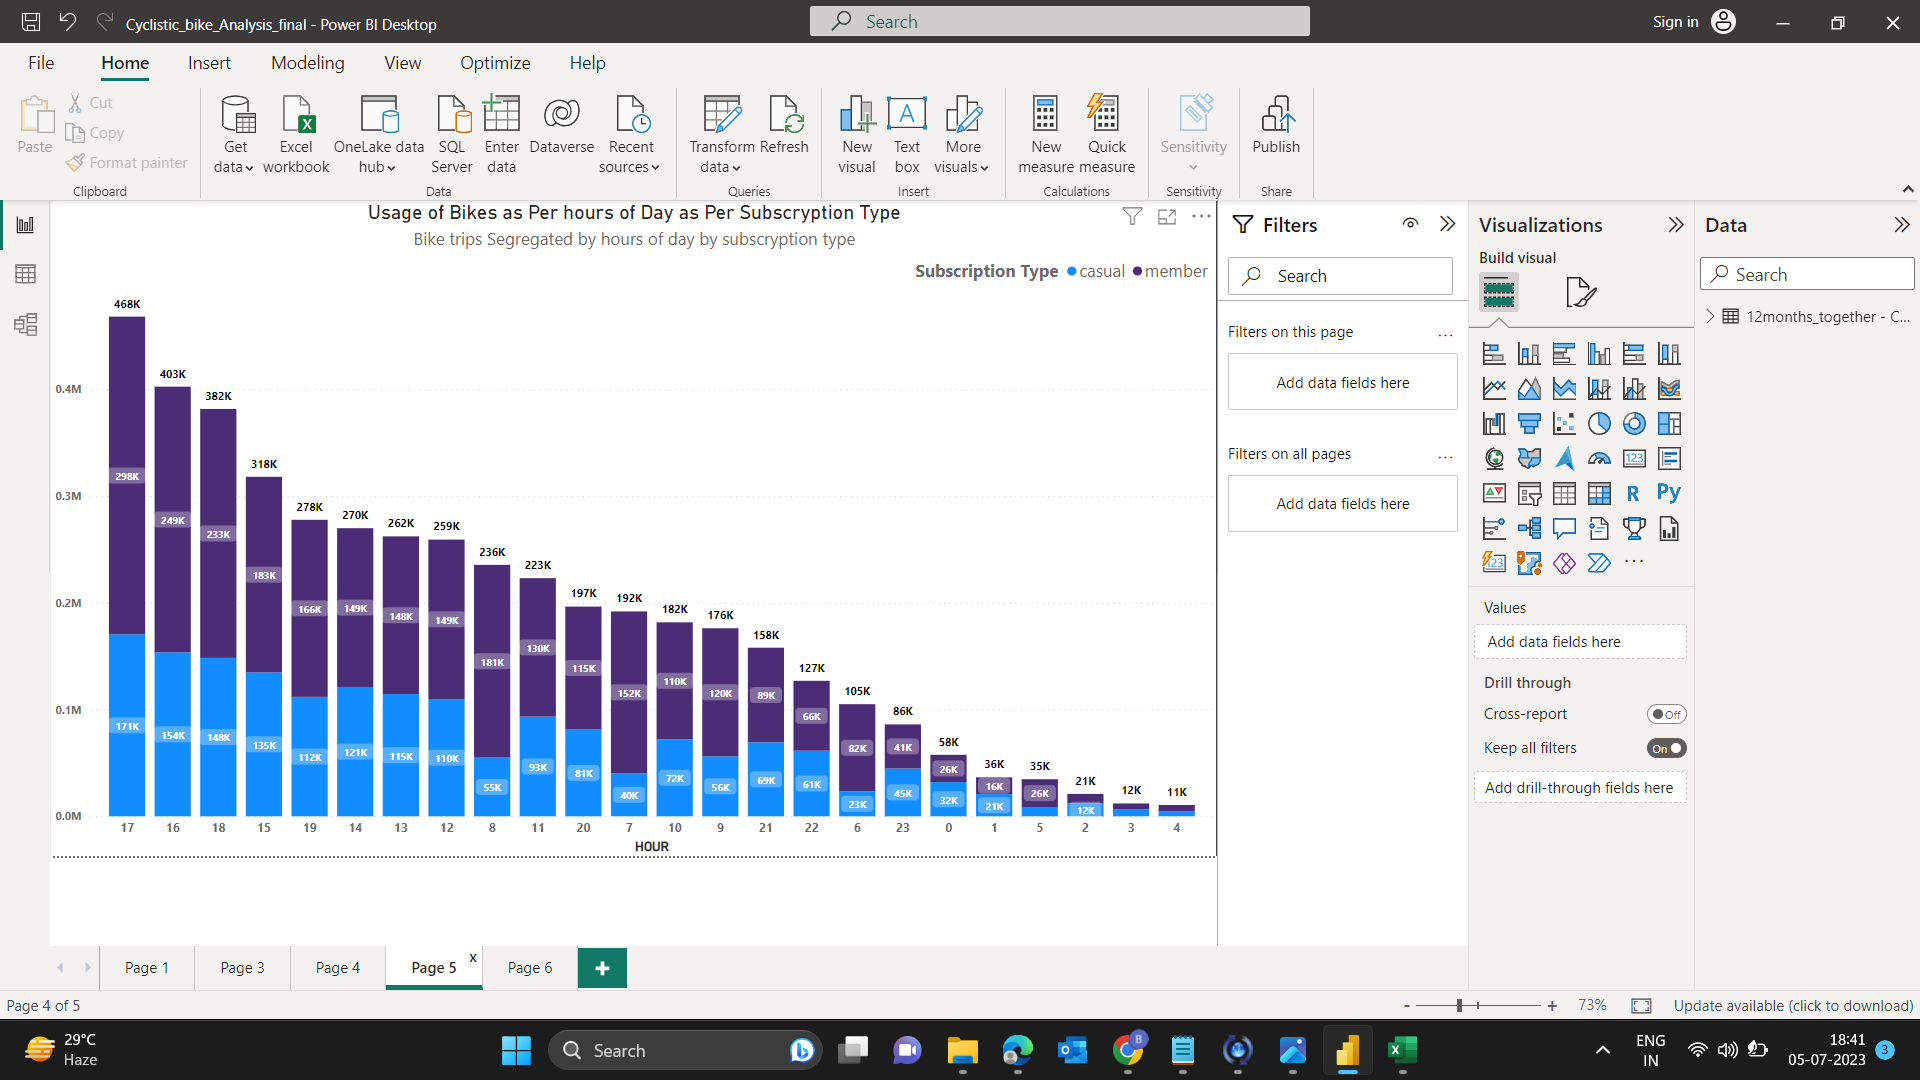 Cyclistic_bike_Analysis_final - Power BI Desktop
Search
Sign in
File Home Insert Modeling View Optimize Help
Paste
Cut
Copy
Format painter
Clipboard
Get data
Excel workbook
OneLake data hub
SQL Server
Enter data
Dataverse
Recent sources
Data
Transform data
Refresh
Queries
New visual
Text box
More visuals
Insert
New measure
Quick measure
Calculations
Sensitivity
Sensitivity
Publish
Share
Usage of Bikes as Per hours of Day as Per Subscryption Type
Bike trips Segregated by hours of day by subscryption type
Subscription Type casual member
0.4M
0.3M
0.2M
0.1M
0.0M
468K 403K 382K 318K 278K 270K 262K 259K 236K 223K 197K 192K 182K 176K 158K 127K 105K 86K 58K 36K 35K 21K 12K 11K
298K 249K 233K 183K 166K 149K 148K 149K 181K 130K 115K 152K 110K 120K 89K 66K 82K 41K 26K 16K 26K
171K 154K 148K 135K 112K 121K 115K 110K 55K 93K 81K 40K 72K 56K 69K 61K 23K 45K 32K 21K 12K
17 16 18 15 19 14 13 12 8 11 20 7 10 9 21 22 6 23 0 1 5 2 3 4
HOUR
Filters
Search
Filters on this page
...
Add data fields here
Filters on all pages
...
Add data fields here
Visualizations
Build visual
123
R
Py
123
...
Values
Add data fields here
Drill through
Cross-report Off
Keep all filters On
Add drill-through fields here
Data
Search
12months_together - C...
Page 1 Page 3 Page 4 Page 5 x Page 6 +
Page 4 of 5
- + 73%
Update available (click to download)
29°C
Haze
Search
B
ENG
IN
18:41
05-07-2023
3